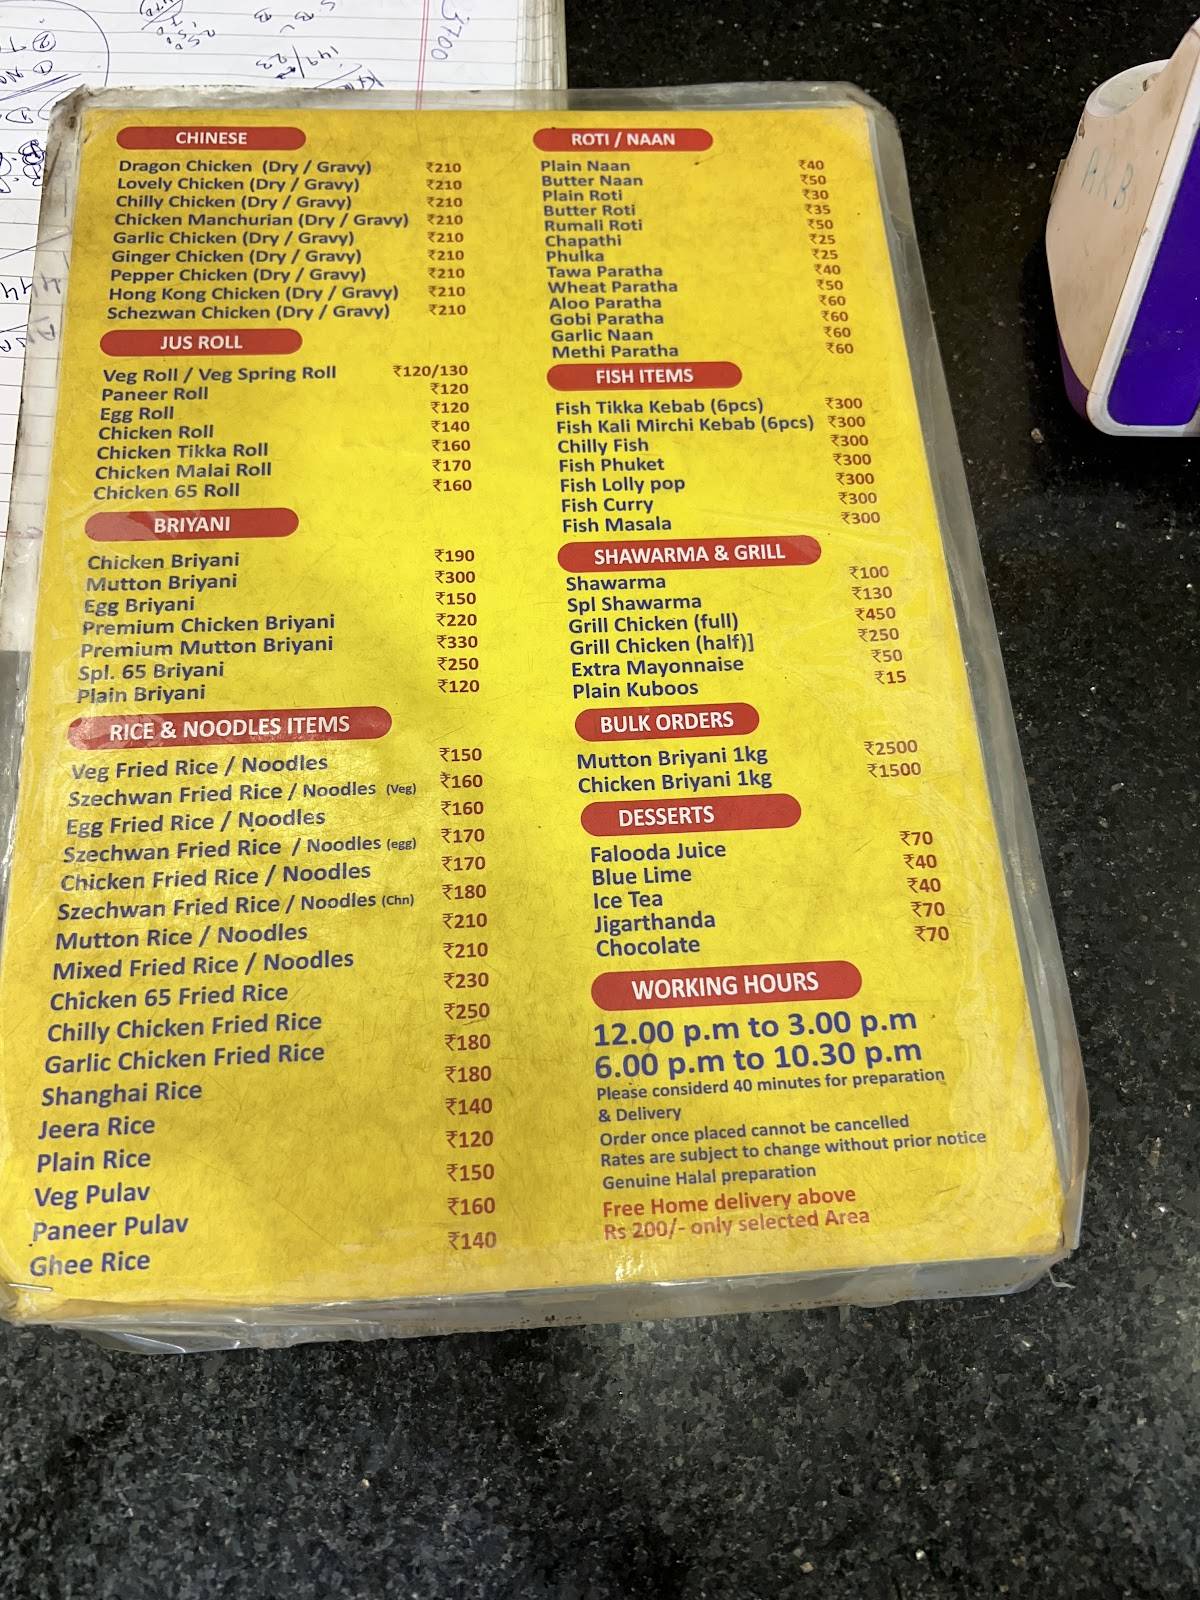 CHINESE
Dragon Chicken (Dry / Gravy) ₹210
Lovely Chicken (Dry / Gravy) ₹210
Chilly Chicken (Dry / Gravy) ₹210
Chicken Manchurian (Dry / Gravy) ₹210
Garlic Chicken (Dry / Gravy) ₹210
Ginger Chicken (Dry / Gravy) ₹210
Pepper Chicken (Dry / Gravy) ₹210
Hong Kong Chicken (Dry / Gravy) ₹210
Schezwan Chicken (Dry / Gravy) ₹210
JUS ROLL
Veg Roll / Veg Spring Roll ₹120/130
Paneer Roll ₹120
Egg Roll ₹120
Chicken Roll ₹140
Chicken Tikka Roll ₹160
Chicken Malai Roll ₹170
Chicken 65 Roll ₹160
BRIYANI
Chicken Briyani ₹190
Mutton Briyani ₹300
Egg Briyani ₹150
Premium Chicken Briyani ₹220
Premium Mutton Briyani ₹330
Spl. 65 Briyani ₹250
Plain Briyani ₹120
RICE & NOODLES ITEMS
Veg Fried Rice / Noodles ₹150
Szechwan Fried Rice / Noodles (Veg) ₹160
Egg Fried Rice / Noodles ₹160
Szechwan Fried Rice / Noodles (egg) ₹170
Chicken Fried Rice / Noodles ₹170
Szechwan Fried Rice / Noodles (Chn) ₹180
Mutton Rice / Noodles ₹210
Mixed Fried Rice / Noodles ₹210
Chicken 65 Fried Rice ₹230
Chilly Chicken Fried Rice ₹250
Garlic Chicken Fried Rice ₹180
Shanghai Rice ₹180
Jeera Rice ₹140
Plain Rice ₹120
Veg Pulav ₹150
Paneer Pulav ₹160
Ghee Rice ₹140
ROTI / NAAN
Plain Naan ₹40
Butter Naan ₹50
Plain Roti ₹30
Butter Roti ₹35
Rumali Roti ₹50
Chapathi ₹25
Phulka ₹25
Tawa Paratha ₹40
Wheat Paratha ₹50
Aloo Paratha ₹60
Gobi Paratha ₹60
Garlic Naan ₹60
Methi Paratha ₹60
FISH ITEMS
Fish Tikka Kebab (6pcs) ₹300
Fish Kali Mirchi Kebab (6pcs) ₹300
Chilly Fish ₹300
Fish Phuket ₹300
Fish Lolly pop ₹300
Fish Curry ₹300
Fish Masala ₹300
SHAWARMA & GRILL
Shawarma ₹100
Spl Shawarma ₹130
Grill Chicken (full) ₹450
Grill Chicken (half)] ₹250
Extra Mayonnaise ₹50
Plain Kuboos ₹15
BULK ORDERS
Mutton Briyani 1kg ₹2500
Chicken Briyani 1kg ₹1500
DESSERTS
Falooda Juice ₹70
Blue Lime ₹40
Ice Tea ₹40
Jigarthanda ₹70
Chocolate ₹70
WORKING HOURS
12.00 p.m to 3.00 p.m
6.00 p.m to 10.30 p.m
Please considerd 40 minutes for preparation
& Delivery
Order once placed cannot be cancelled
Rates are subject to change without prior notice
Genuine Halal preparation
Free Home delivery above
Rs 200/- only selected Area
A.K.B.
3700